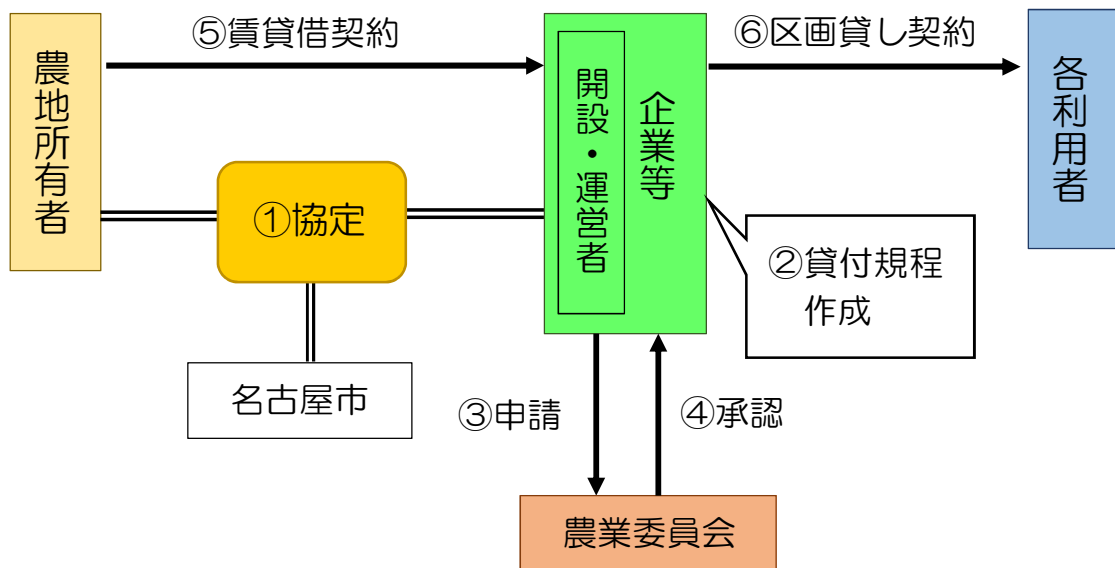 農地所有者
⑤賃貸借契約
開設・運営者
企業等
⑥区画貸し契約
各利用者
①協定
②貸付規程
作成
名古屋市
③申請
④承認
農業委員会